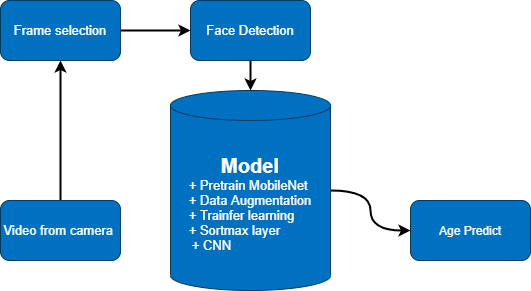 Frame selection
Face Detection
Model
+ Pretrain MobileNet
+ Data Augmentation
+ Trainfer learning
+ Sortmax layer
+ CNN
Video from camera
Age Predict